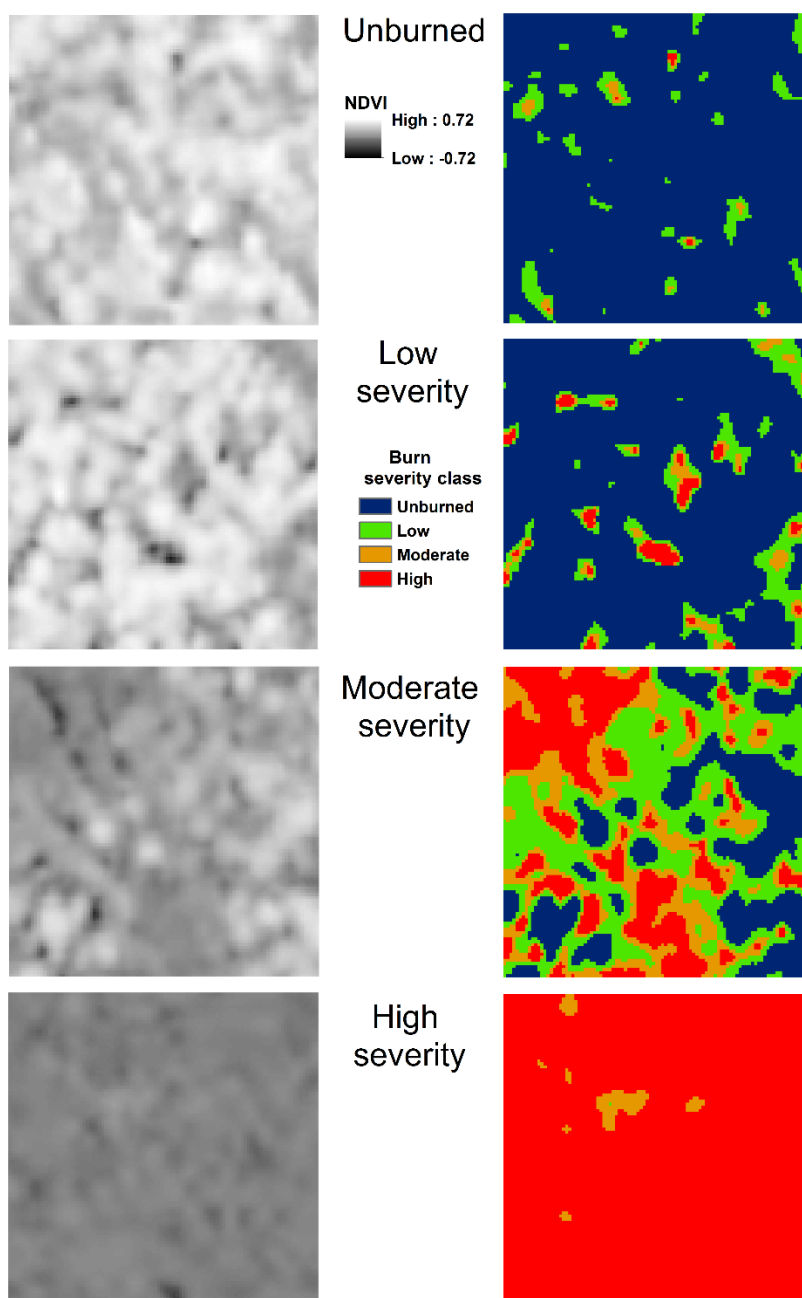 Unburned
NDVI
High : 0.72
Low : -0.72
Low
severity
Burn
severity class
Unburned
Low
Moderate
High
Moderate
severity
High
severity